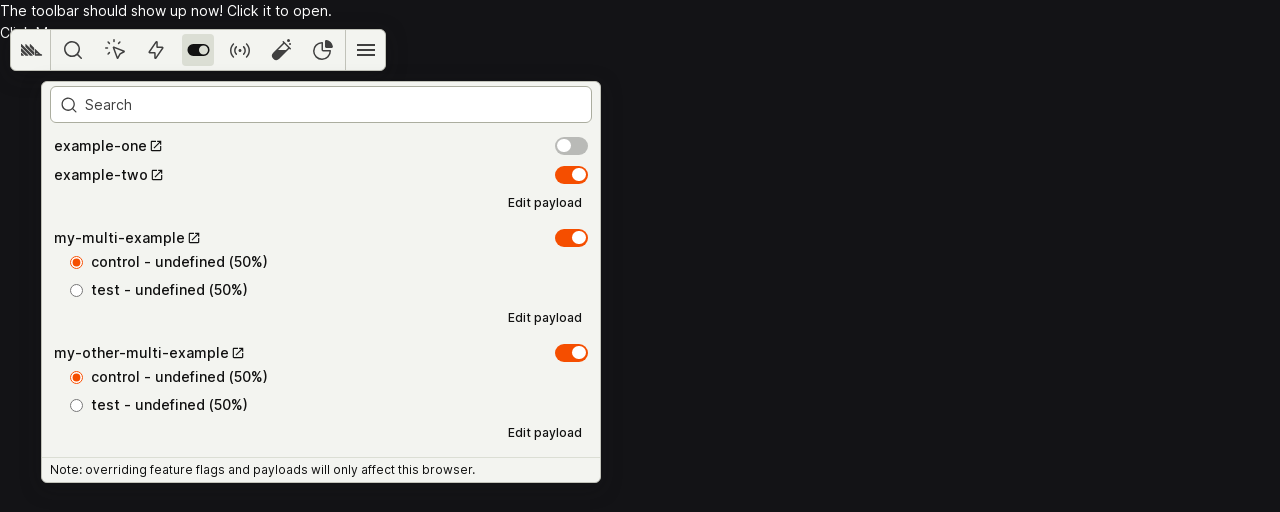 The toolbar should show up now! Click it to open.
Search
example-one
example-two
Edit payload
my-multi-example
control - undefined (50%)
test - undefined (50%)
Edit payload
my-other-multi-example
control - undefined (50%)
test - undefined (50%)
Edit payload
Note: overriding feature flags and payloads will only affect this browser.